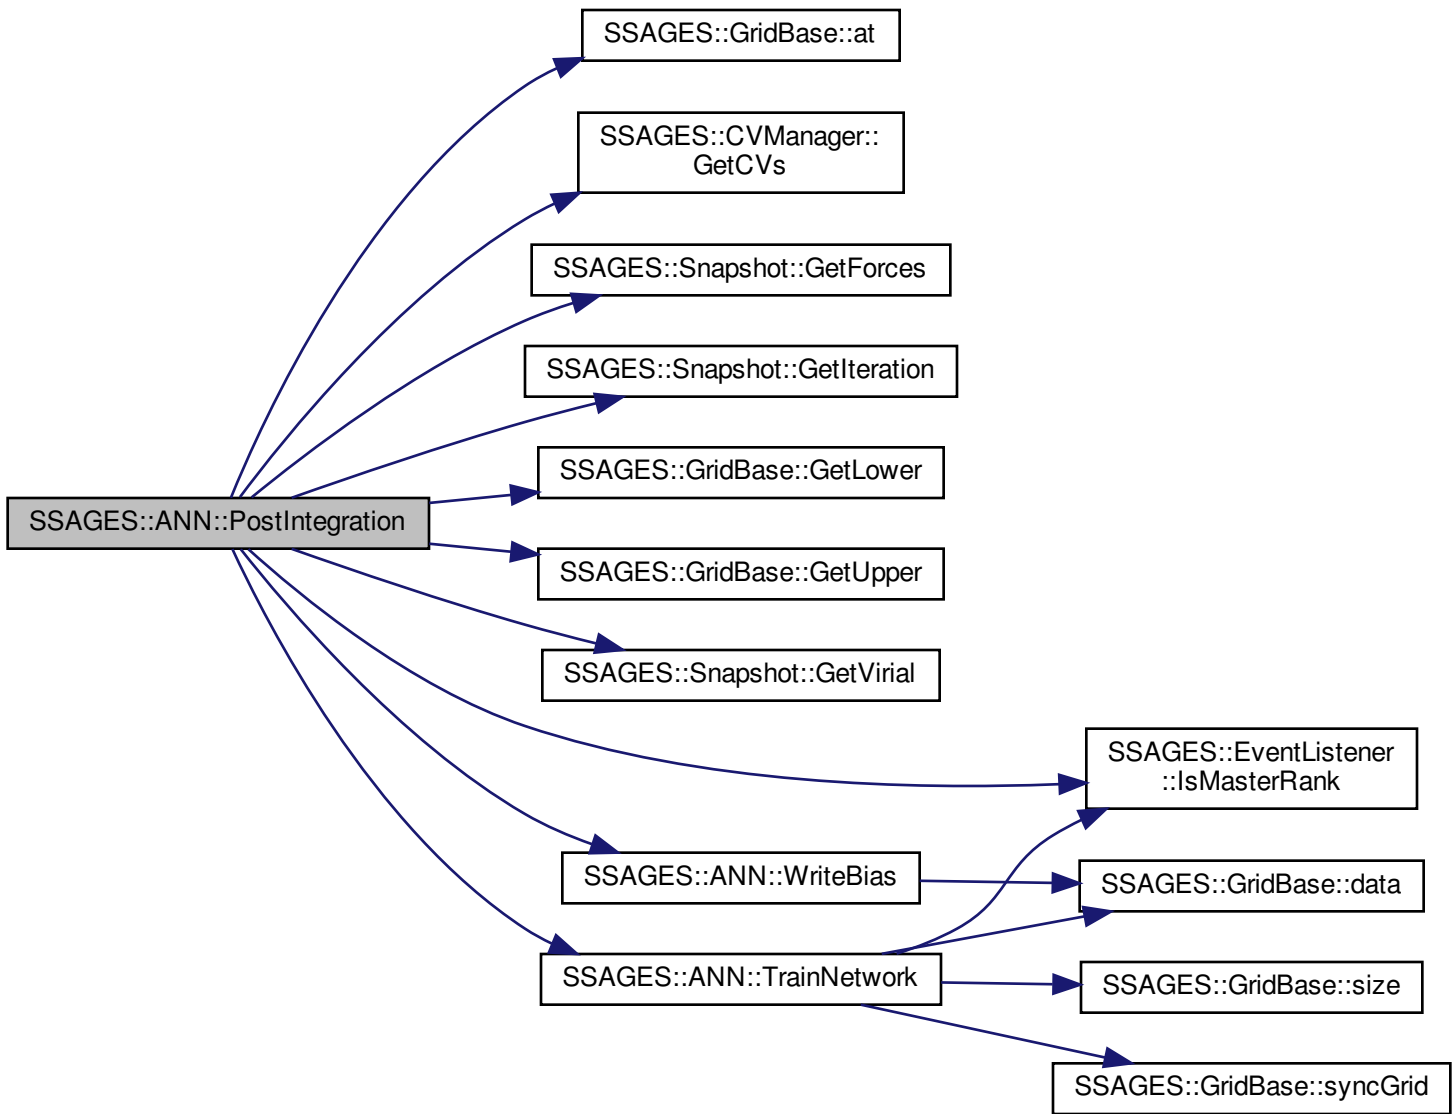 SSAGES::GridBase::at
SSAGES::CVManager::
GetCVs
SSAGES::Snapshot::GetForces
SSAGES::Snapshot::GetIteration
SSAGES::GridBase::GetLower
SSAGES::ANN::PostIntegration
SSAGES::GridBase::GetUpper
SSAGES::Snapshot::GetVirial
SSAGES::EventListener
::IsMasterRank
SSAGES::ANN::WriteBias
SSAGES::GridBase::data
SSAGES::ANN::TrainNetwork
SSAGES::GridBase::size
SSAGES::GridBase::syncGrid